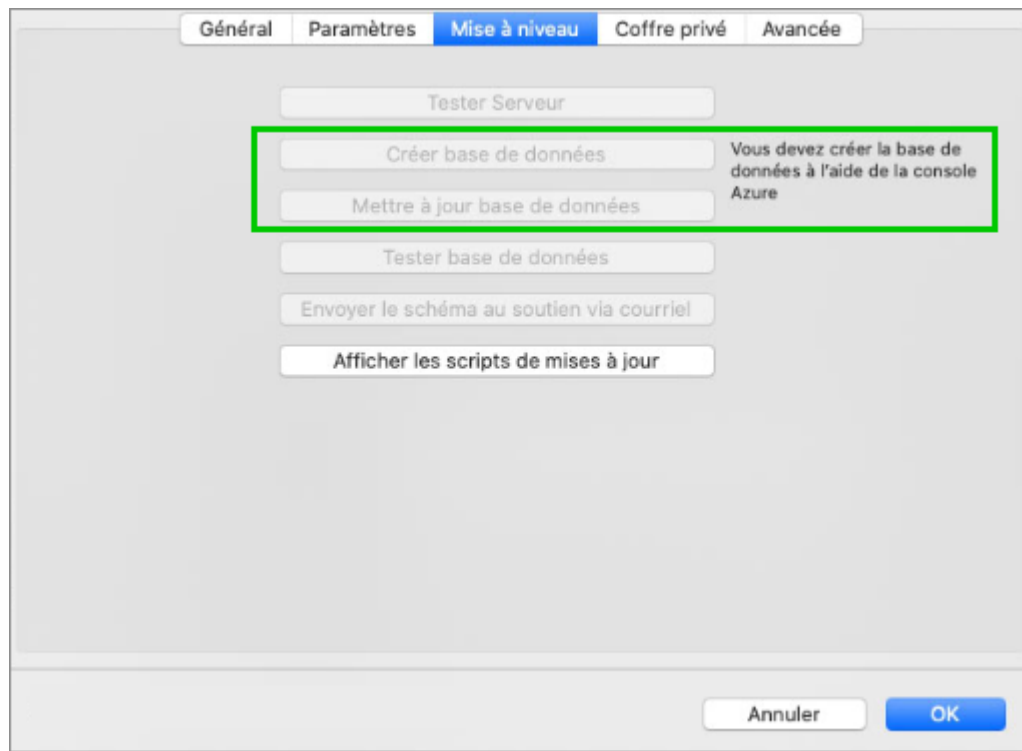 Général Paramètres Mise à niveau Coffre privé Avancée
Tester Serveur
Créer base de données
Vous devez créer la base de
données à l'aide de la console
Azure
Mettre à jour base de données
Tester base de données
Envoyer le schéma au soutien via courriel
Afficher les scripts de mises à jour
Annuler OK